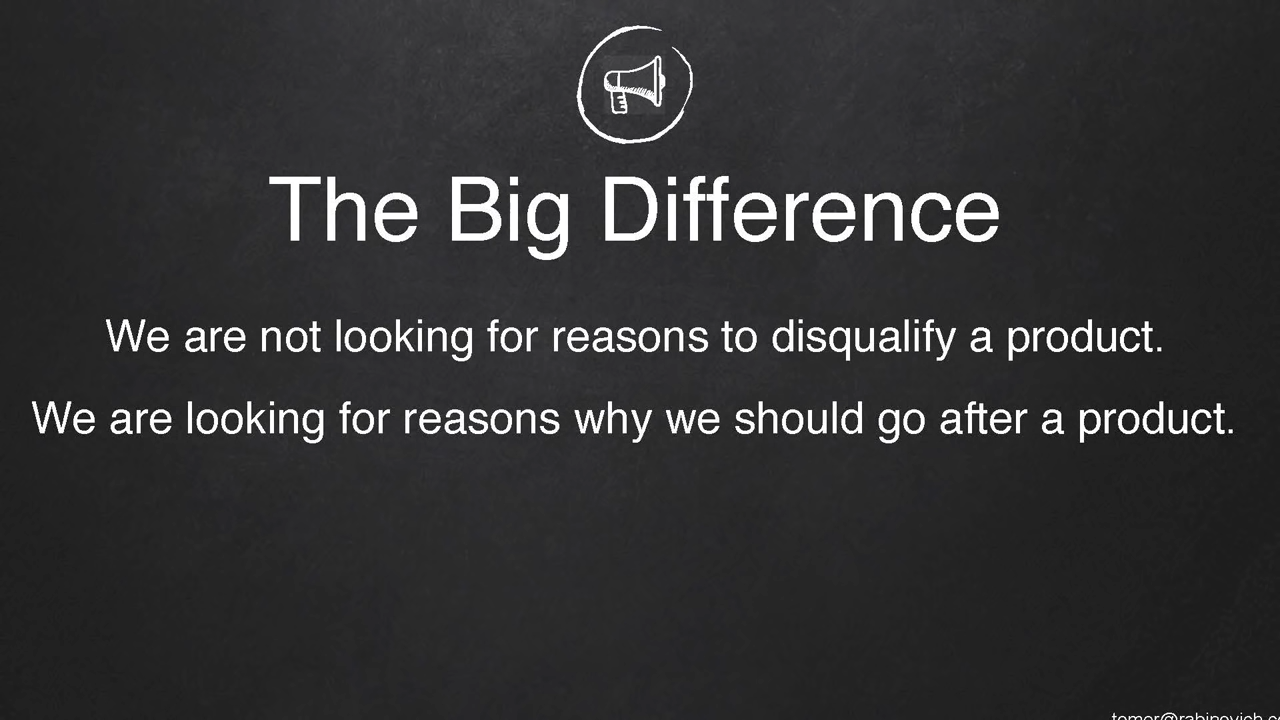 The Big Difference
We are not looking for reasons to disqualify a product.
We are looking for reasons why we should go after a product.